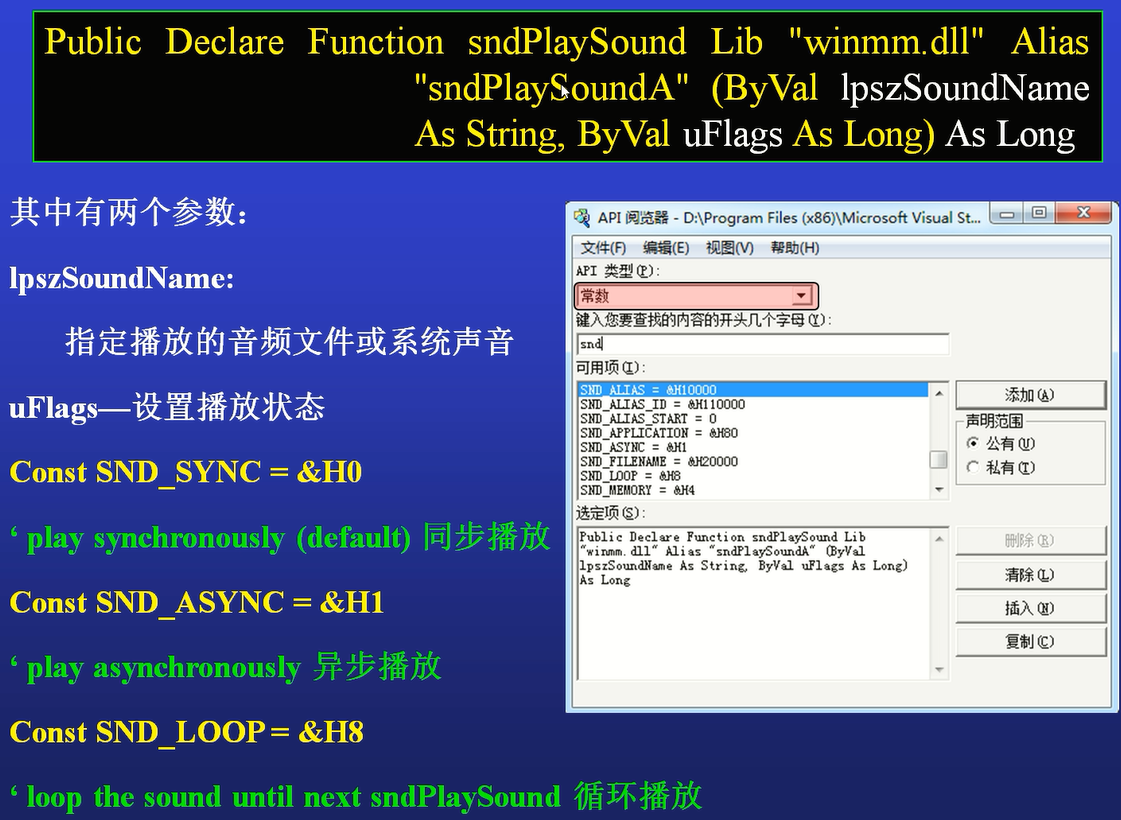 Public Declare Function sndPlaySound Lib "winmm.dll" Alias
"sndPlaySoundA" (ByVal lpszSoundName
As String, ByVal uFlags As Long) As Long
其中有两个参数：
lpszSoundName:
指定播放的音频文件或系统声音
uFlags—设置播放状态
Const SND_SYNC = &H0
‘ play synchronously (default) 同步播放
Const SND_ASYNC = &H1
‘ play asynchronously 异步播放
Const SND_LOOP = &H8
‘ loop the sound until next sndPlaySound 循环播放
API 阅览器 - D:\Program Files (x86)\Microsoft Visual St...
文件(F) 编辑(E) 视图(V) 帮助(H)
API 类型(P):
常数
键入您要查找的内容的开头几个字母(Y):
snd
可用项(I):
SND_ALIAS = &H10000
SND_ALIAS_ID = &H110000
SND_ALIAS_START = 0
SND_APPLICATION = &H80
SND_ASYNC = &H1
SND_FILENAME = &H20000
SND_LOOP = &H8
SND_MEMORY = &H4
添加(A)
声明范围
公有(U)
私有(T)
选定项(S):
Public Declare Function sndPlaySound Lib
"winmm.dll" Alias "sndPlaySoundA" (ByVal
lpszSoundName As String, ByVal uFlags As Long)
As Long
删除(R)
清除(L)
插入(N)
复制(C)